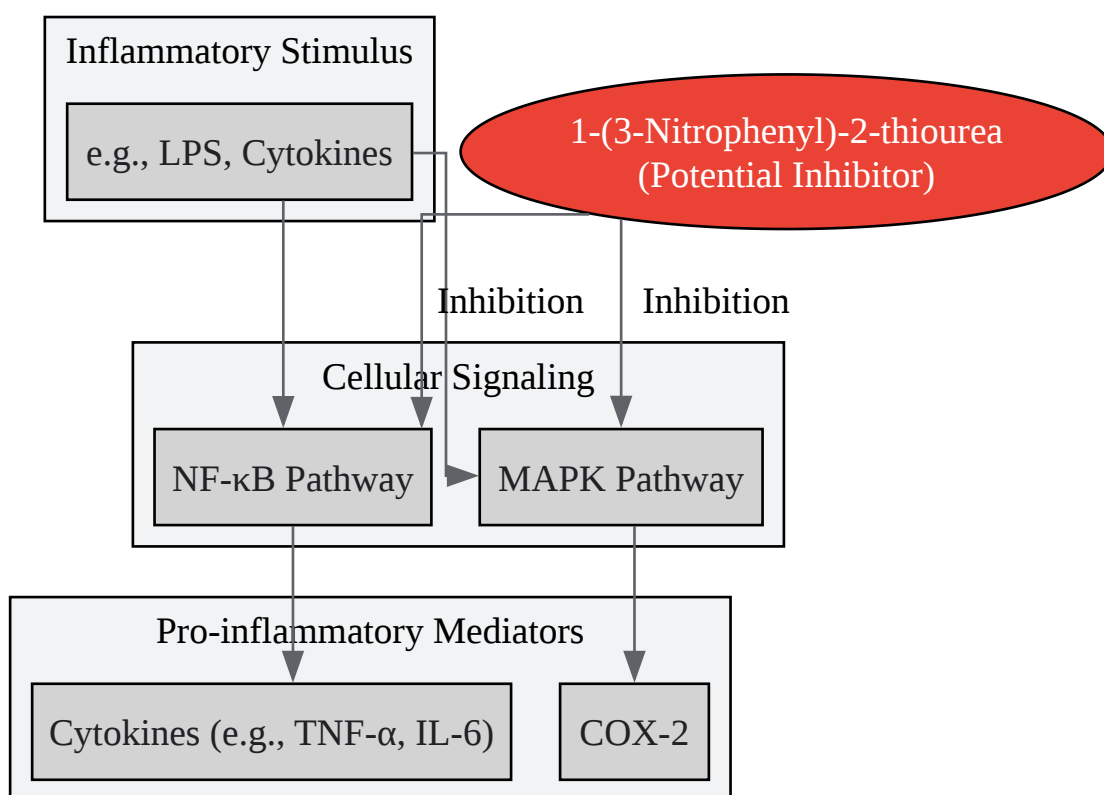 Inflammatory Stimulus
e.g., LPS, Cytokines
1-(3-Nitrophenyl)-2-thiourea
(Potential Inhibitor)
Inhibition
Inhibition
Cellular Signaling
NF-κB Pathway
MAPK Pathway
Pro-inflammatory Mediators
Cytokines (e.g., TNF-α, IL-6)
COX-2